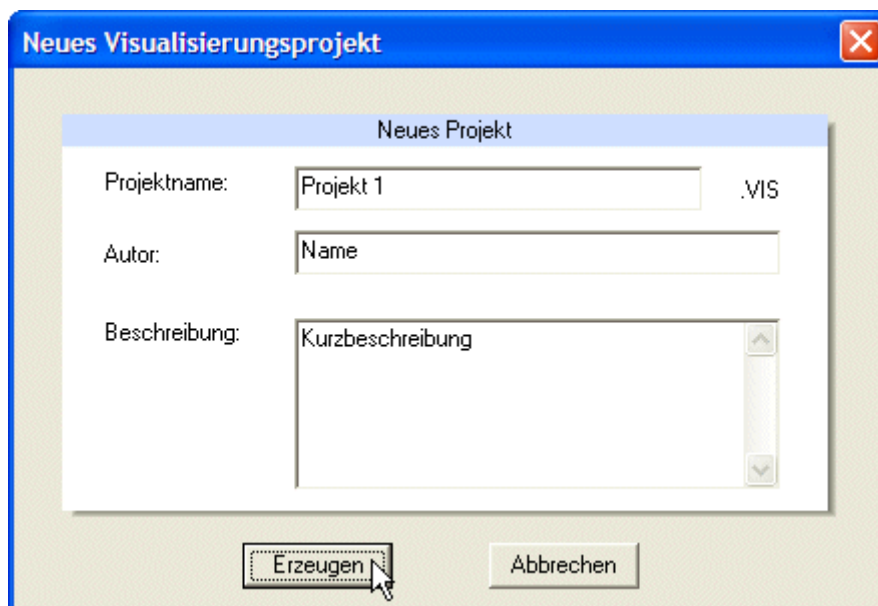 Neues Visualisierungsprojekt
Neues Projekt
Projektname: Projekt 1 .VIS
Autor: Name
Beschreibung: Kurzbeschreibung
Erzeugen Abbrechen